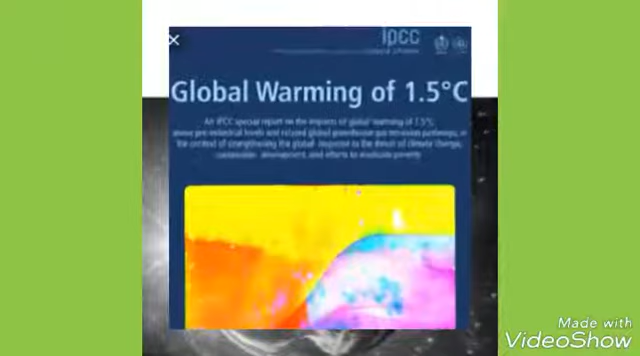 ipcc
Global Warming of 1.5°C
An IPCC special report on the impacts of global warming of 1.5°C
above pre-industrial levels and related global greenhouse gas emission pathways, in
the context of strengthening the global response to the threat of climate change,
sustainable development, and efforts to eradicate poverty
Made with
VideoShow